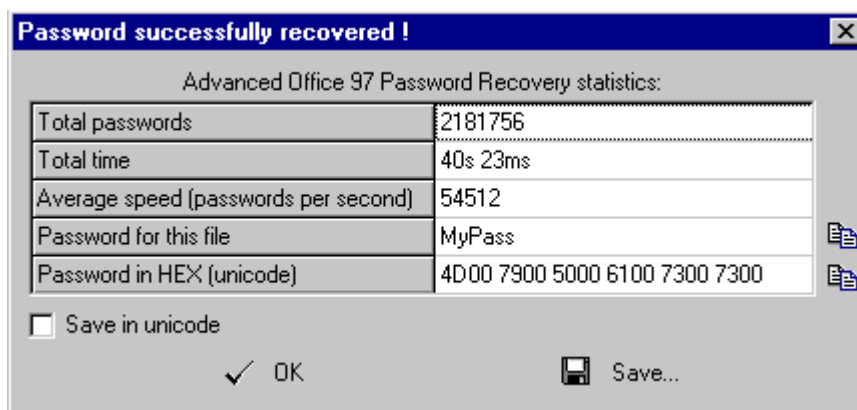 Password successfully recovered !
Advanced Office 97 Password Recovery statistics:
Total passwords 2181756
Total time 40s 23ms
Average speed (passwords per second) 54512
Password for this file MyPass
Password in HEX (unicode) 4D00 7900 5000 6100 7300 7300
Save in unicode
OK Save...